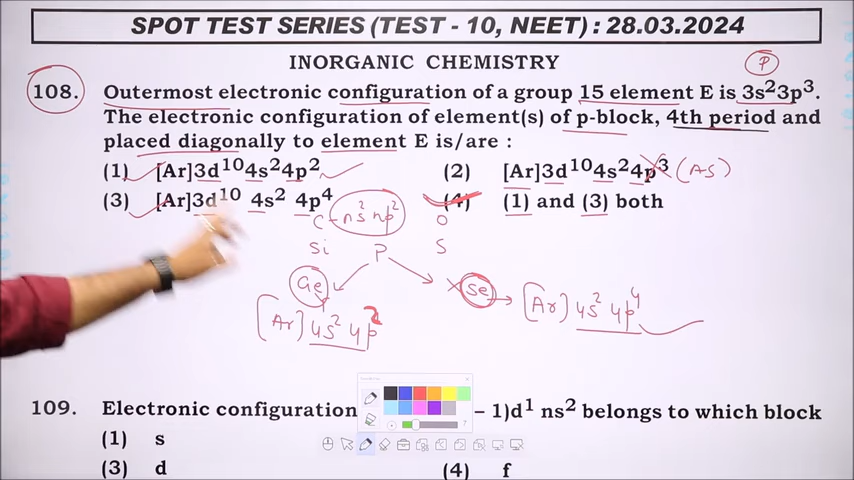 SPOT TEST SERIES (TEST - 10, NEET) : 28.03.2024
INORGANIC CHEMISTRY
P
108. Outermost electronic configuration of a group 15 element E is 3s²3p³.
The electronic configuration of element(s) of p-block, 4th period and
placed diagonally to element E is/are :
(1) [Ar]3d¹⁰4s²4p²
(2) [Ar]3d¹⁰4s²4p³ (As)
(3) [Ar]3d¹⁰ 4s² 4p⁴
(4) (1) and (3) both
C - ns² np² O
Si P S
Ge Se → [Ar] 4s² 4p⁴
[Ar] 4s² 4p²
109. Electronic configuration – 1)d¹ ns² belongs to which block
(1) s
(3) d
(4) f